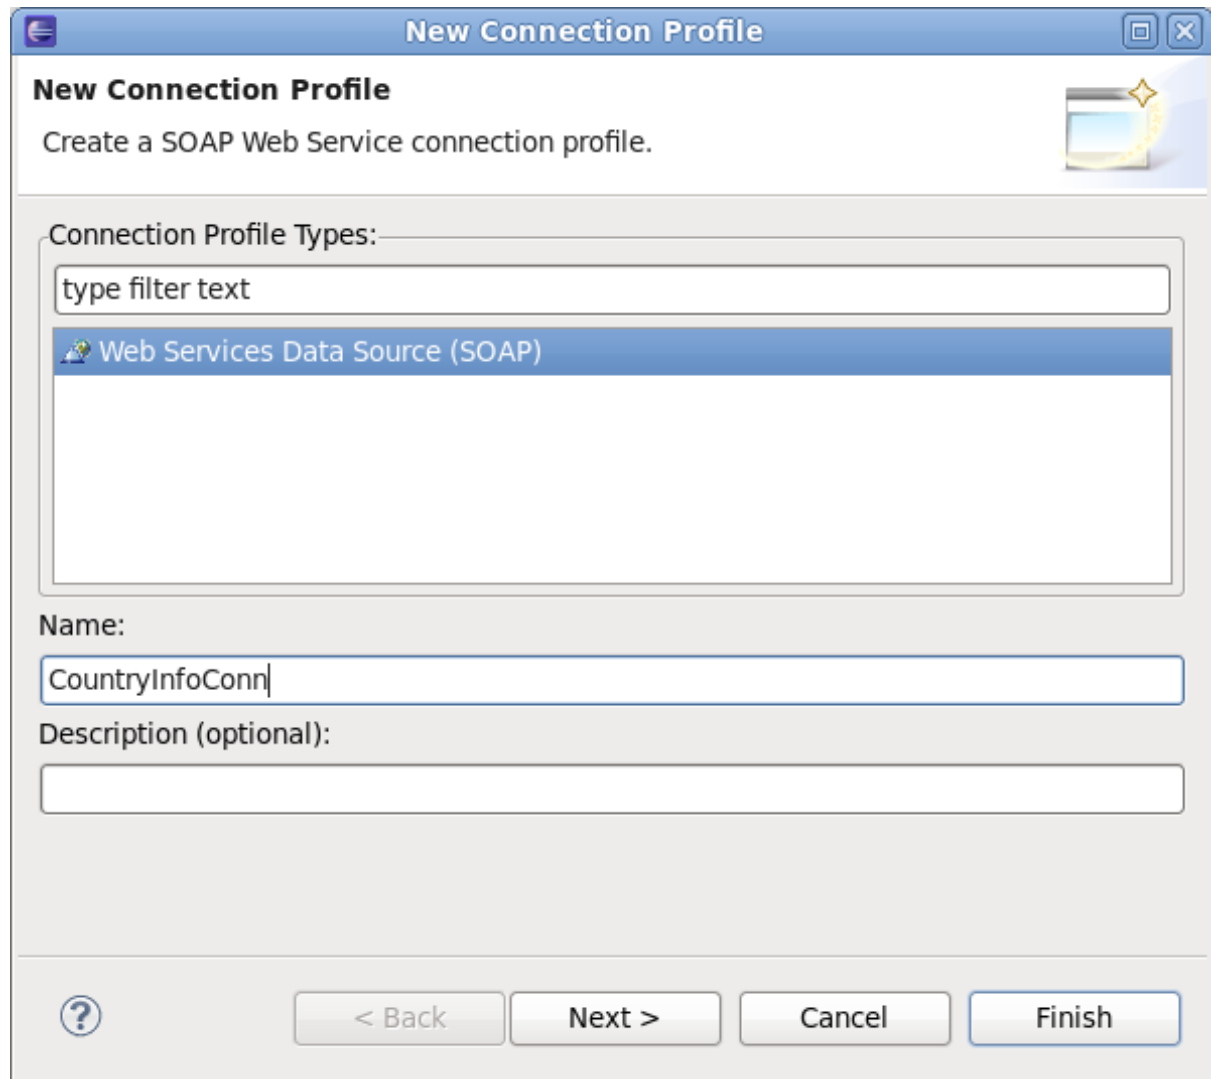 New Connection Profile
New Connection Profile
Create a SOAP Web Service connection profile.
Connection Profile Types:
type filter text
Web Services Data Source (SOAP)
Name:
CountryInfoConn
Description (optional):
?
< Back
Next >
Cancel
Finish